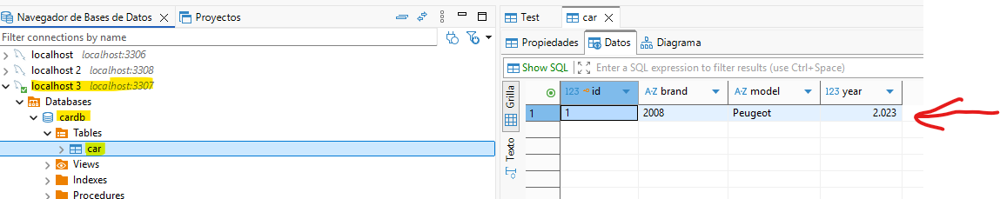 Navegador de Bases de Datos Proyectos
Filter connections by name
localhost localhost:3306
localhost 2 localhost:3308
localhost 3 localhost:3307
Databases
cardb
Tables
car
Views
Indexes
Procedures
Test car
Propiedades Datos Diagrama
Show SQL Enter a SQL expression to filter results (use Ctrl+Space)
Grilla
Texto
123 id A-Z brand A-Z model 123 year
1 1 2008 Peugeot 2.023